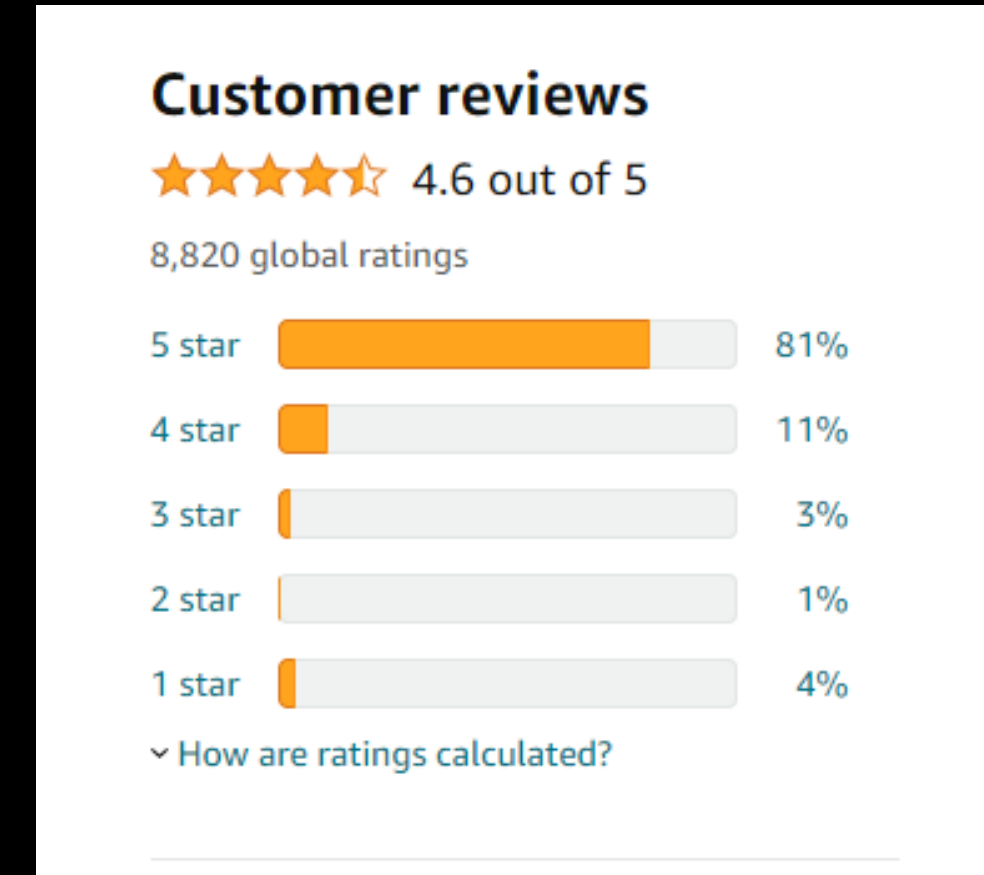 Customer reviews
4.6 out of 5
8,820 global ratings
5 star 81%
4 star 11%
3 star 3%
2 star 1%
1 star 4%
How are ratings calculated?